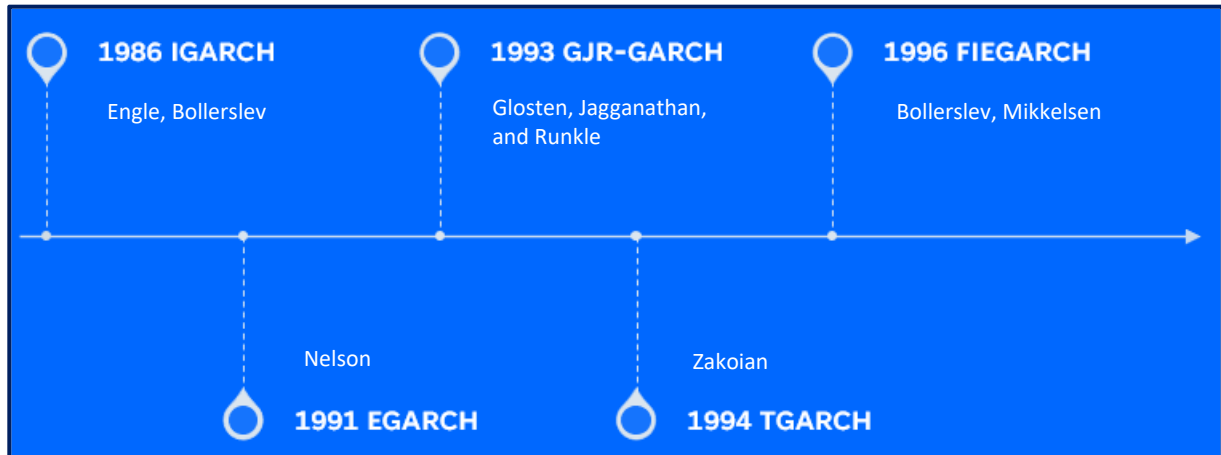 1986 IGARCH
Engle, Bollerslev
1993 GJR-GARCH
Glosten, Jagganathan,
and Runkle
1996 FIEGARCH
Bollerslev, Mikkelsen
Nelson
1991 EGARCH
Zakoian
1994 TGARCH